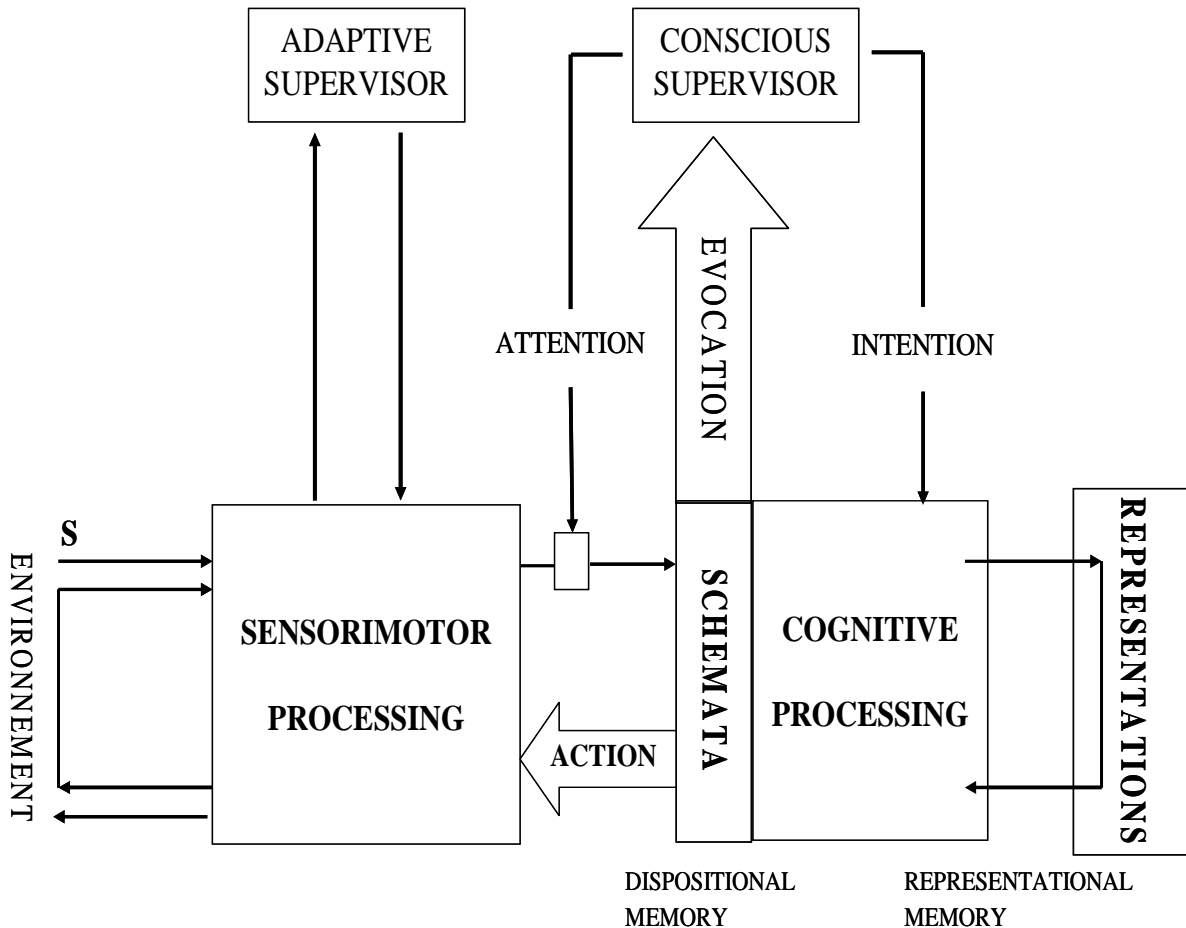 ADAPTIVE
SUPERVISOR
CONSCIOUS
SUPERVISOR
EVOCATION
ATTENTION
INTENTION
S
ENVIRONNEMENT
SENSORIMOTOR
PROCESSING
ACTION
SCHEMATA
COGNITIVE
PROCESSING
REPRESENTATIONS
DISPOSITIONAL
MEMORY
REPRESENTATIONAL
MEMORY